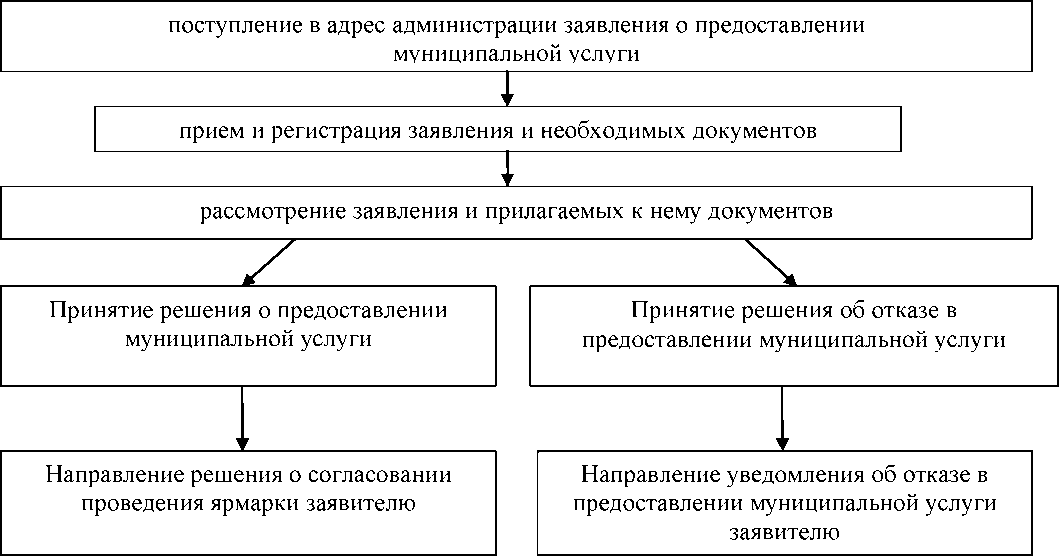 поступление в адрес администрации заявления о предоставлении
муниципальной услуги
прием и регистрация заявления и необходимых документов
рассмотрение заявления и прилагаемых к нему документов
Принятие решения о предоставлении
муниципальной услуги
Принятие решения об отказе в
предоставлении муниципальной услуги
Направление решения о согласовании
проведения ярмарки заявителю
Направление уведомления об отказе в
предоставлении муниципальной услуги
заявителю